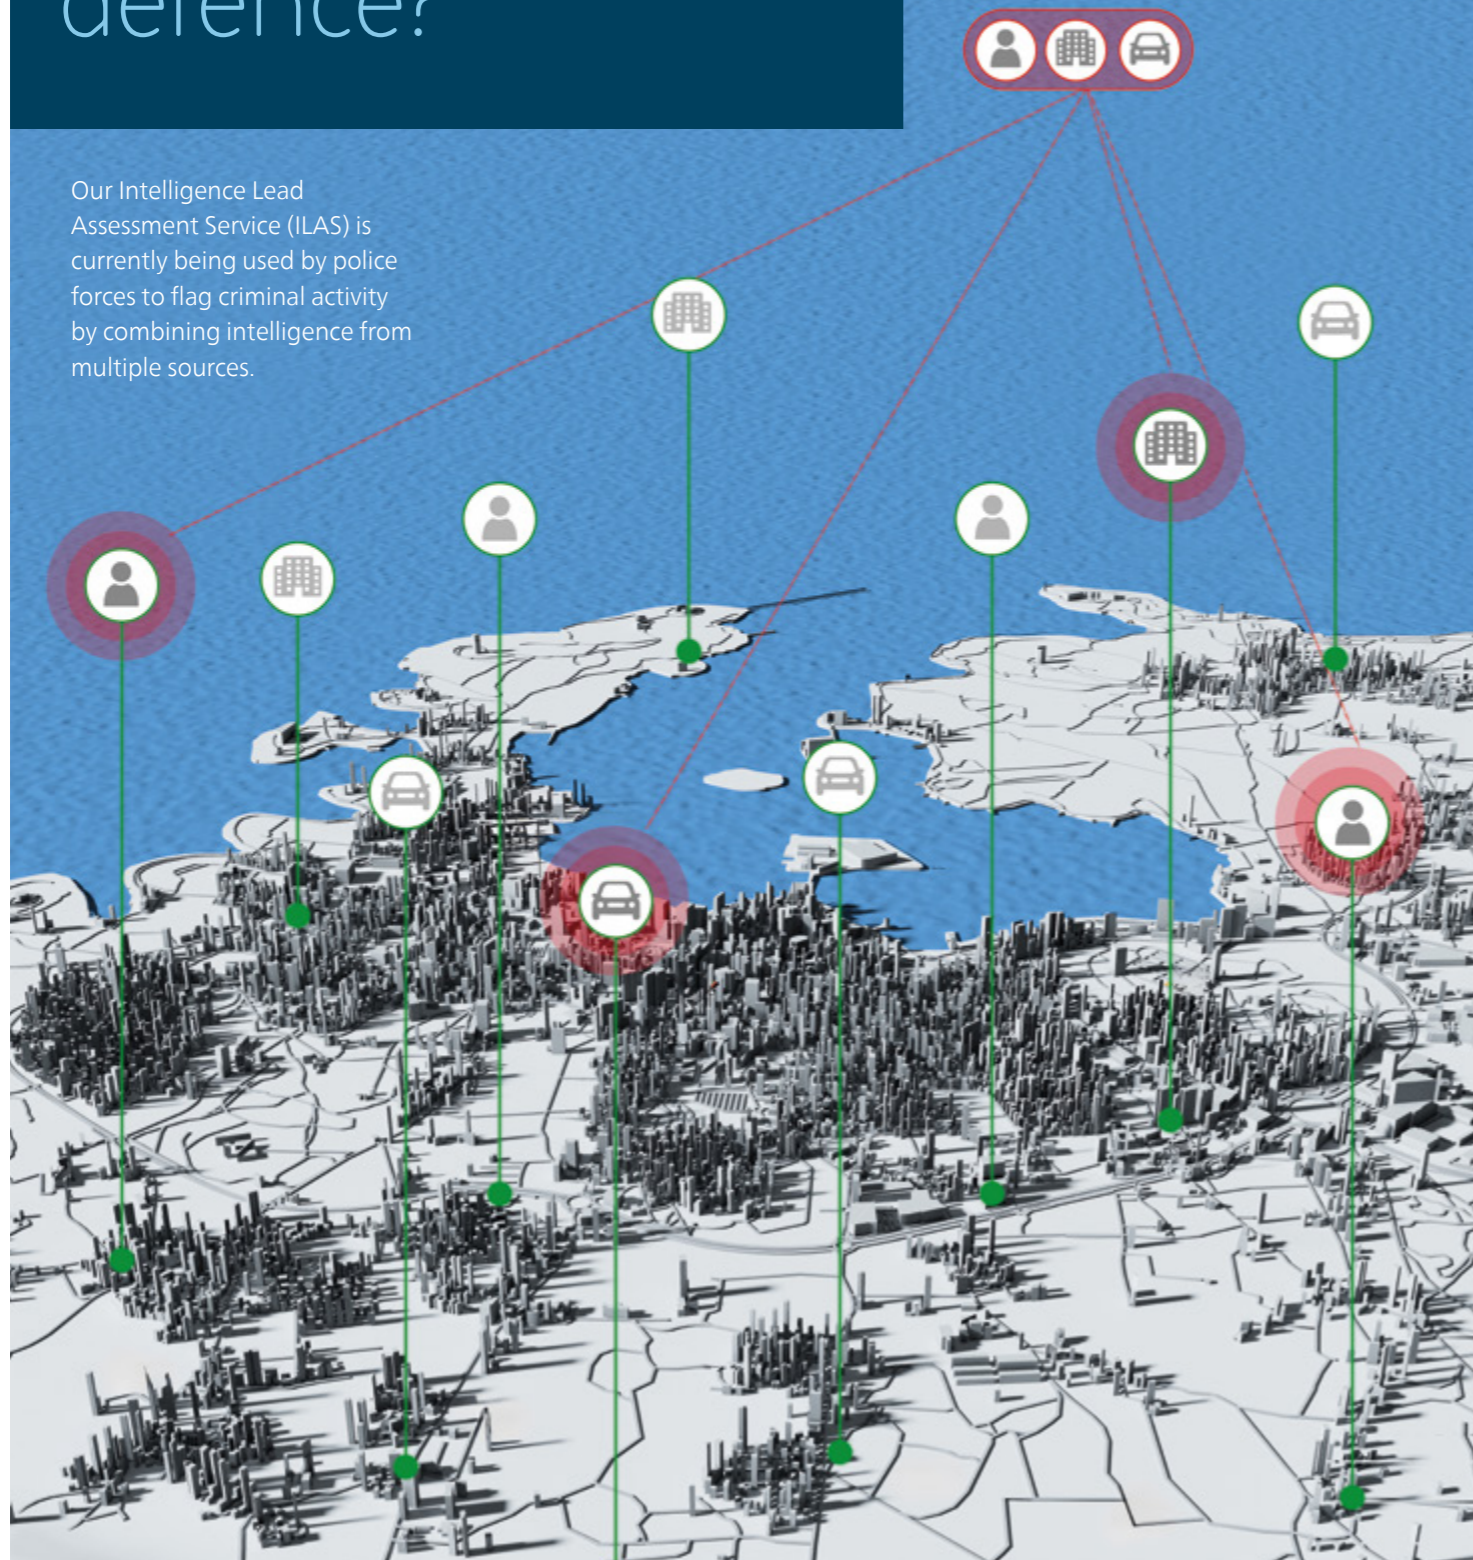 defence?
Our Intelligence Lead
Assessment Service (ILAS) is
currently being used by police
forces to flag criminal activity
by combining intelligence from
multiple sources.